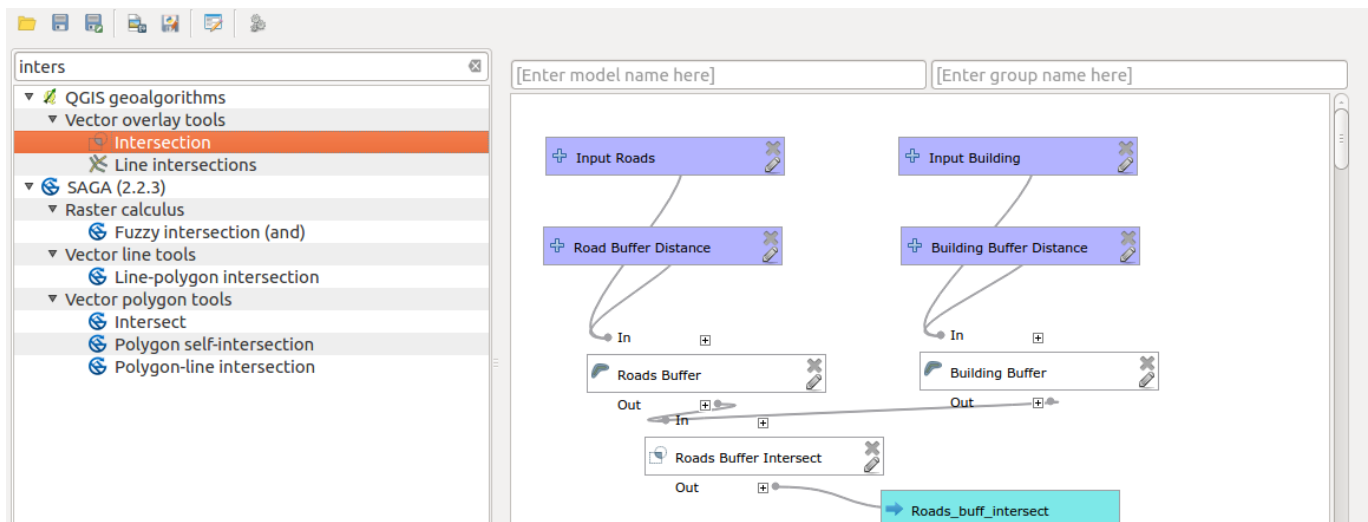 inters
[Enter model name here]
[Enter group name here]
QGIS geoalgorithms
Vector overlay tools
Intersection
Line intersections
SAGA (2.2.3)
Raster calculus
Fuzzy intersection (and)
Vector line tools
Line-polygon intersection
Vector polygon tools
Intersect
Polygon self-intersection
Polygon-line intersection
Input Roads
Input Building
Road Buffer Distance
Building Buffer Distance
In
In
Roads Buffer
Building Buffer
Out
Out
In
Roads Buffer Intersect
Out
Roads_buff_intersect